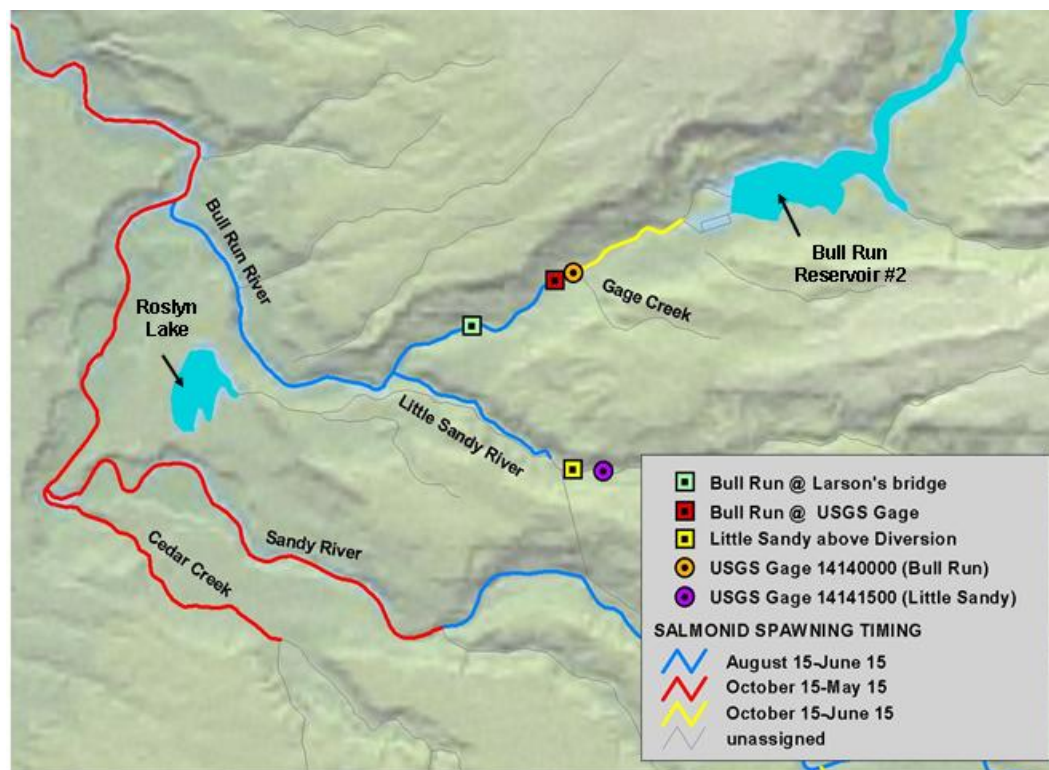 Bull Run River
Roslyn
Lake
Gage Creek
Bull Run
Reservoir #2
Little Sandy River
Sandy River
Cedar Creek
Bull Run @ Larson's bridge
Bull Run @ USGS Gage
Little Sandy above Diversion
USGS Gage 14140000 (Bull Run)
USGS Gage 14141500 (Little Sandy)
SALMONID SPAWNING TIMING
August 15-June 15
October 15-May 15
October 15-June 15
unassigned